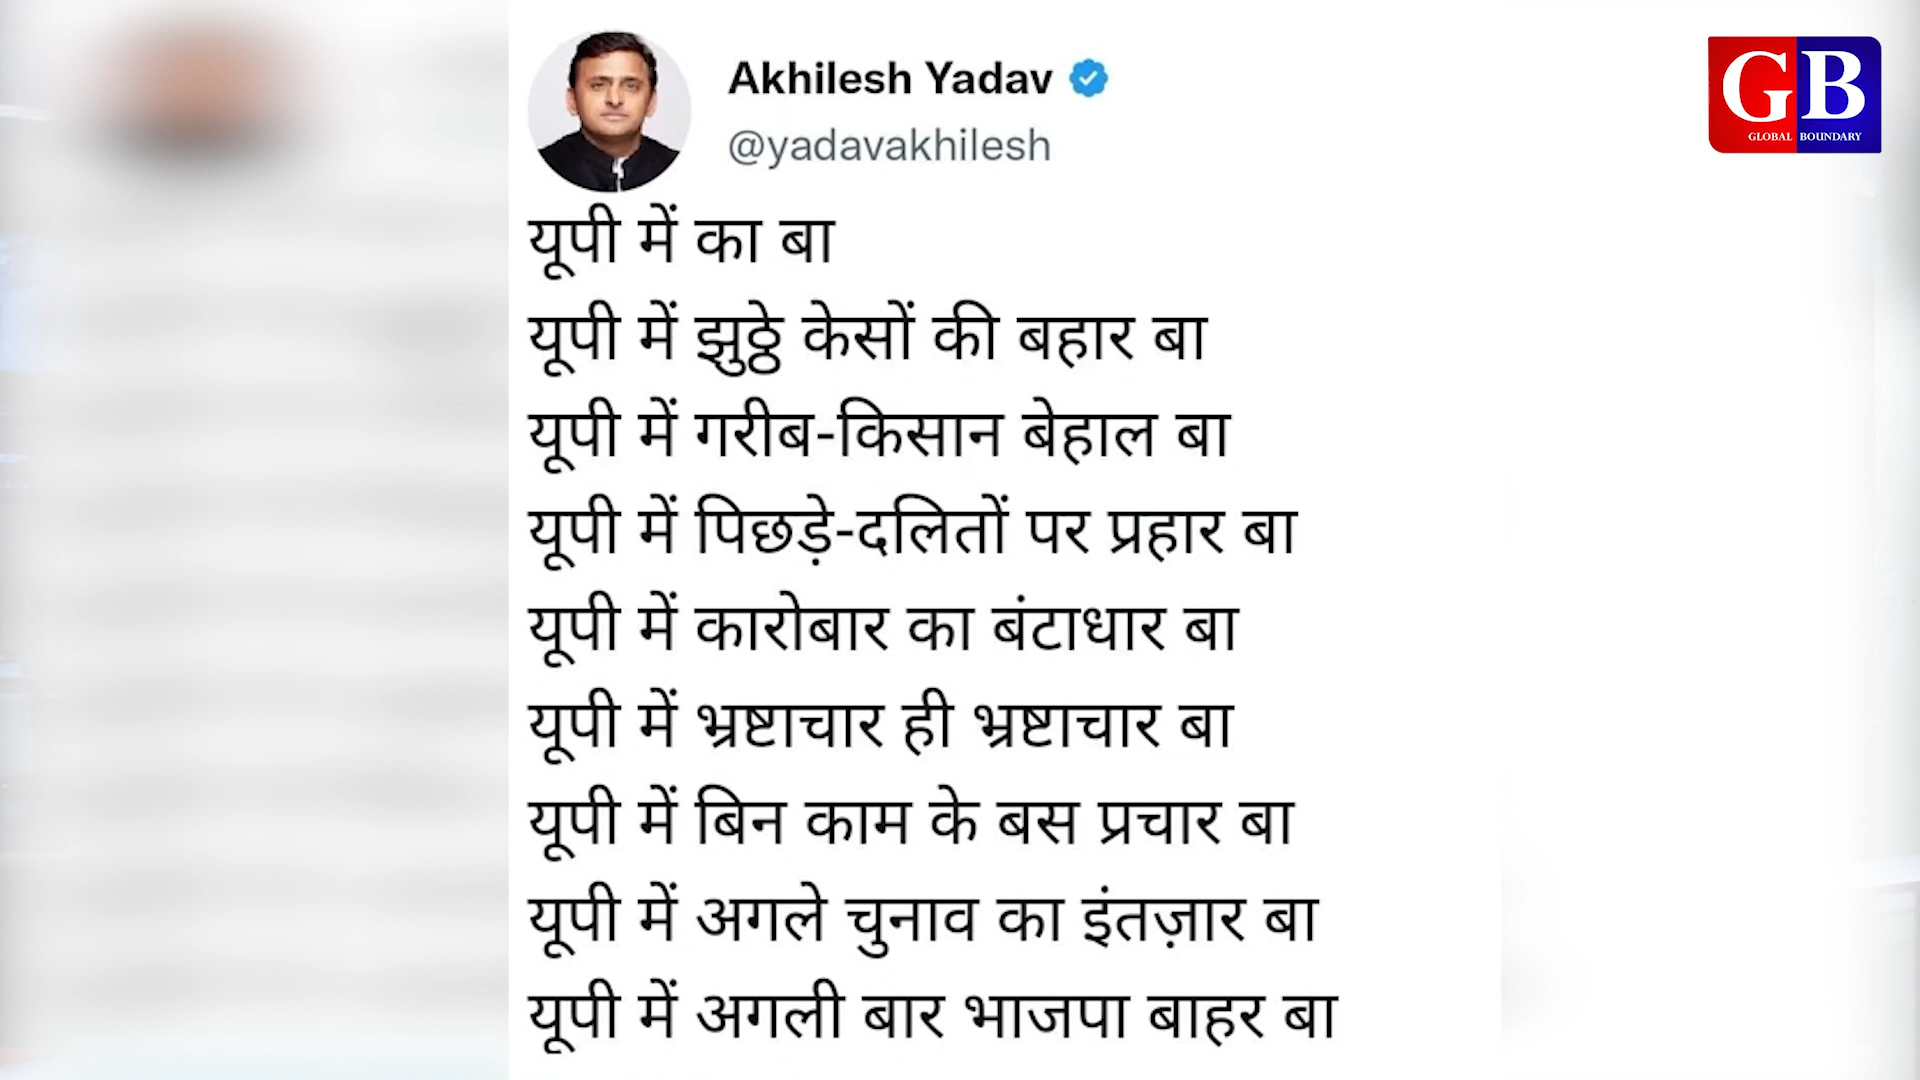 Akhilesh Yadav
@yadavakhilesh
GB
GLOBAL BOUNDARY
यूपी में का बा
यूपी में झुठ्ठे केसों की बहार बा
यूपी में गरीब-किसान बेहाल बा
यूपी में पिछड़े-दलितों पर प्रहार बा
यूपी में कारोबार का बंटाधार बा
यूपी में भ्रष्टाचार ही भ्रष्टाचार बा
यूपी में बिन काम के बस प्रचार बा
यूपी में अगले चुनाव का इंतज़ार बा
यूपी में अगली बार भाजपा बाहर बा